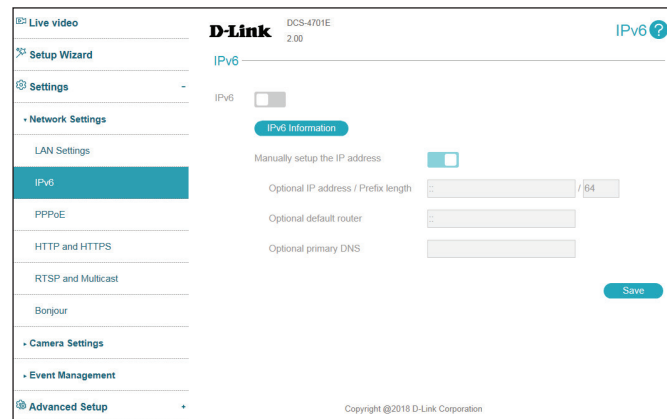 Live video
Setup Wizard
Settings -
Network Settings
LAN Settings
IPv6
PPPoE
HTTP and HTTPS
RTSP and Multicast
Bonjour
Camera Settings
Event Management
Advanced Setup +
D-Link DCS-4701E
2.00
IPv6 ?
IPv6
IPv6
IPv6 Information
Manually setup the IP address
Optional IP address / Prefix length :: / 64
Optional default router ::
Optional primary DNS
Save
Copyright @2018 D-Link Corporation